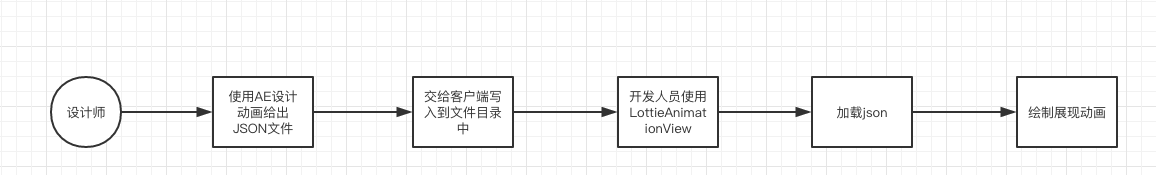 设计师
使用AE设计
动画给出
JSON文件
交给客户端写
入到文件目录
中
开发人员使用
LottieAnimat
ionView
加载json
绘制展现动画